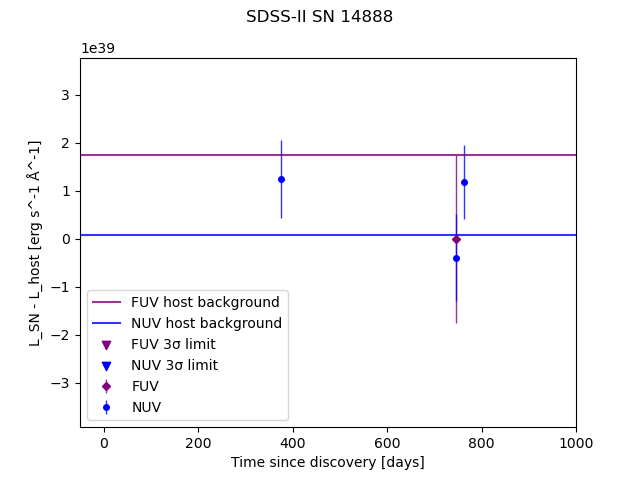 SDSS-II SN 14888
1e39
3
2
1
0
−1
−2
−3
L_SN - L_host [erg s^-1 Å^-1]
FUV host background
NUV host background
FUV 3σ limit
NUV 3σ limit
FUV
NUV
0 200 400 600 800 1000
Time since discovery [days]